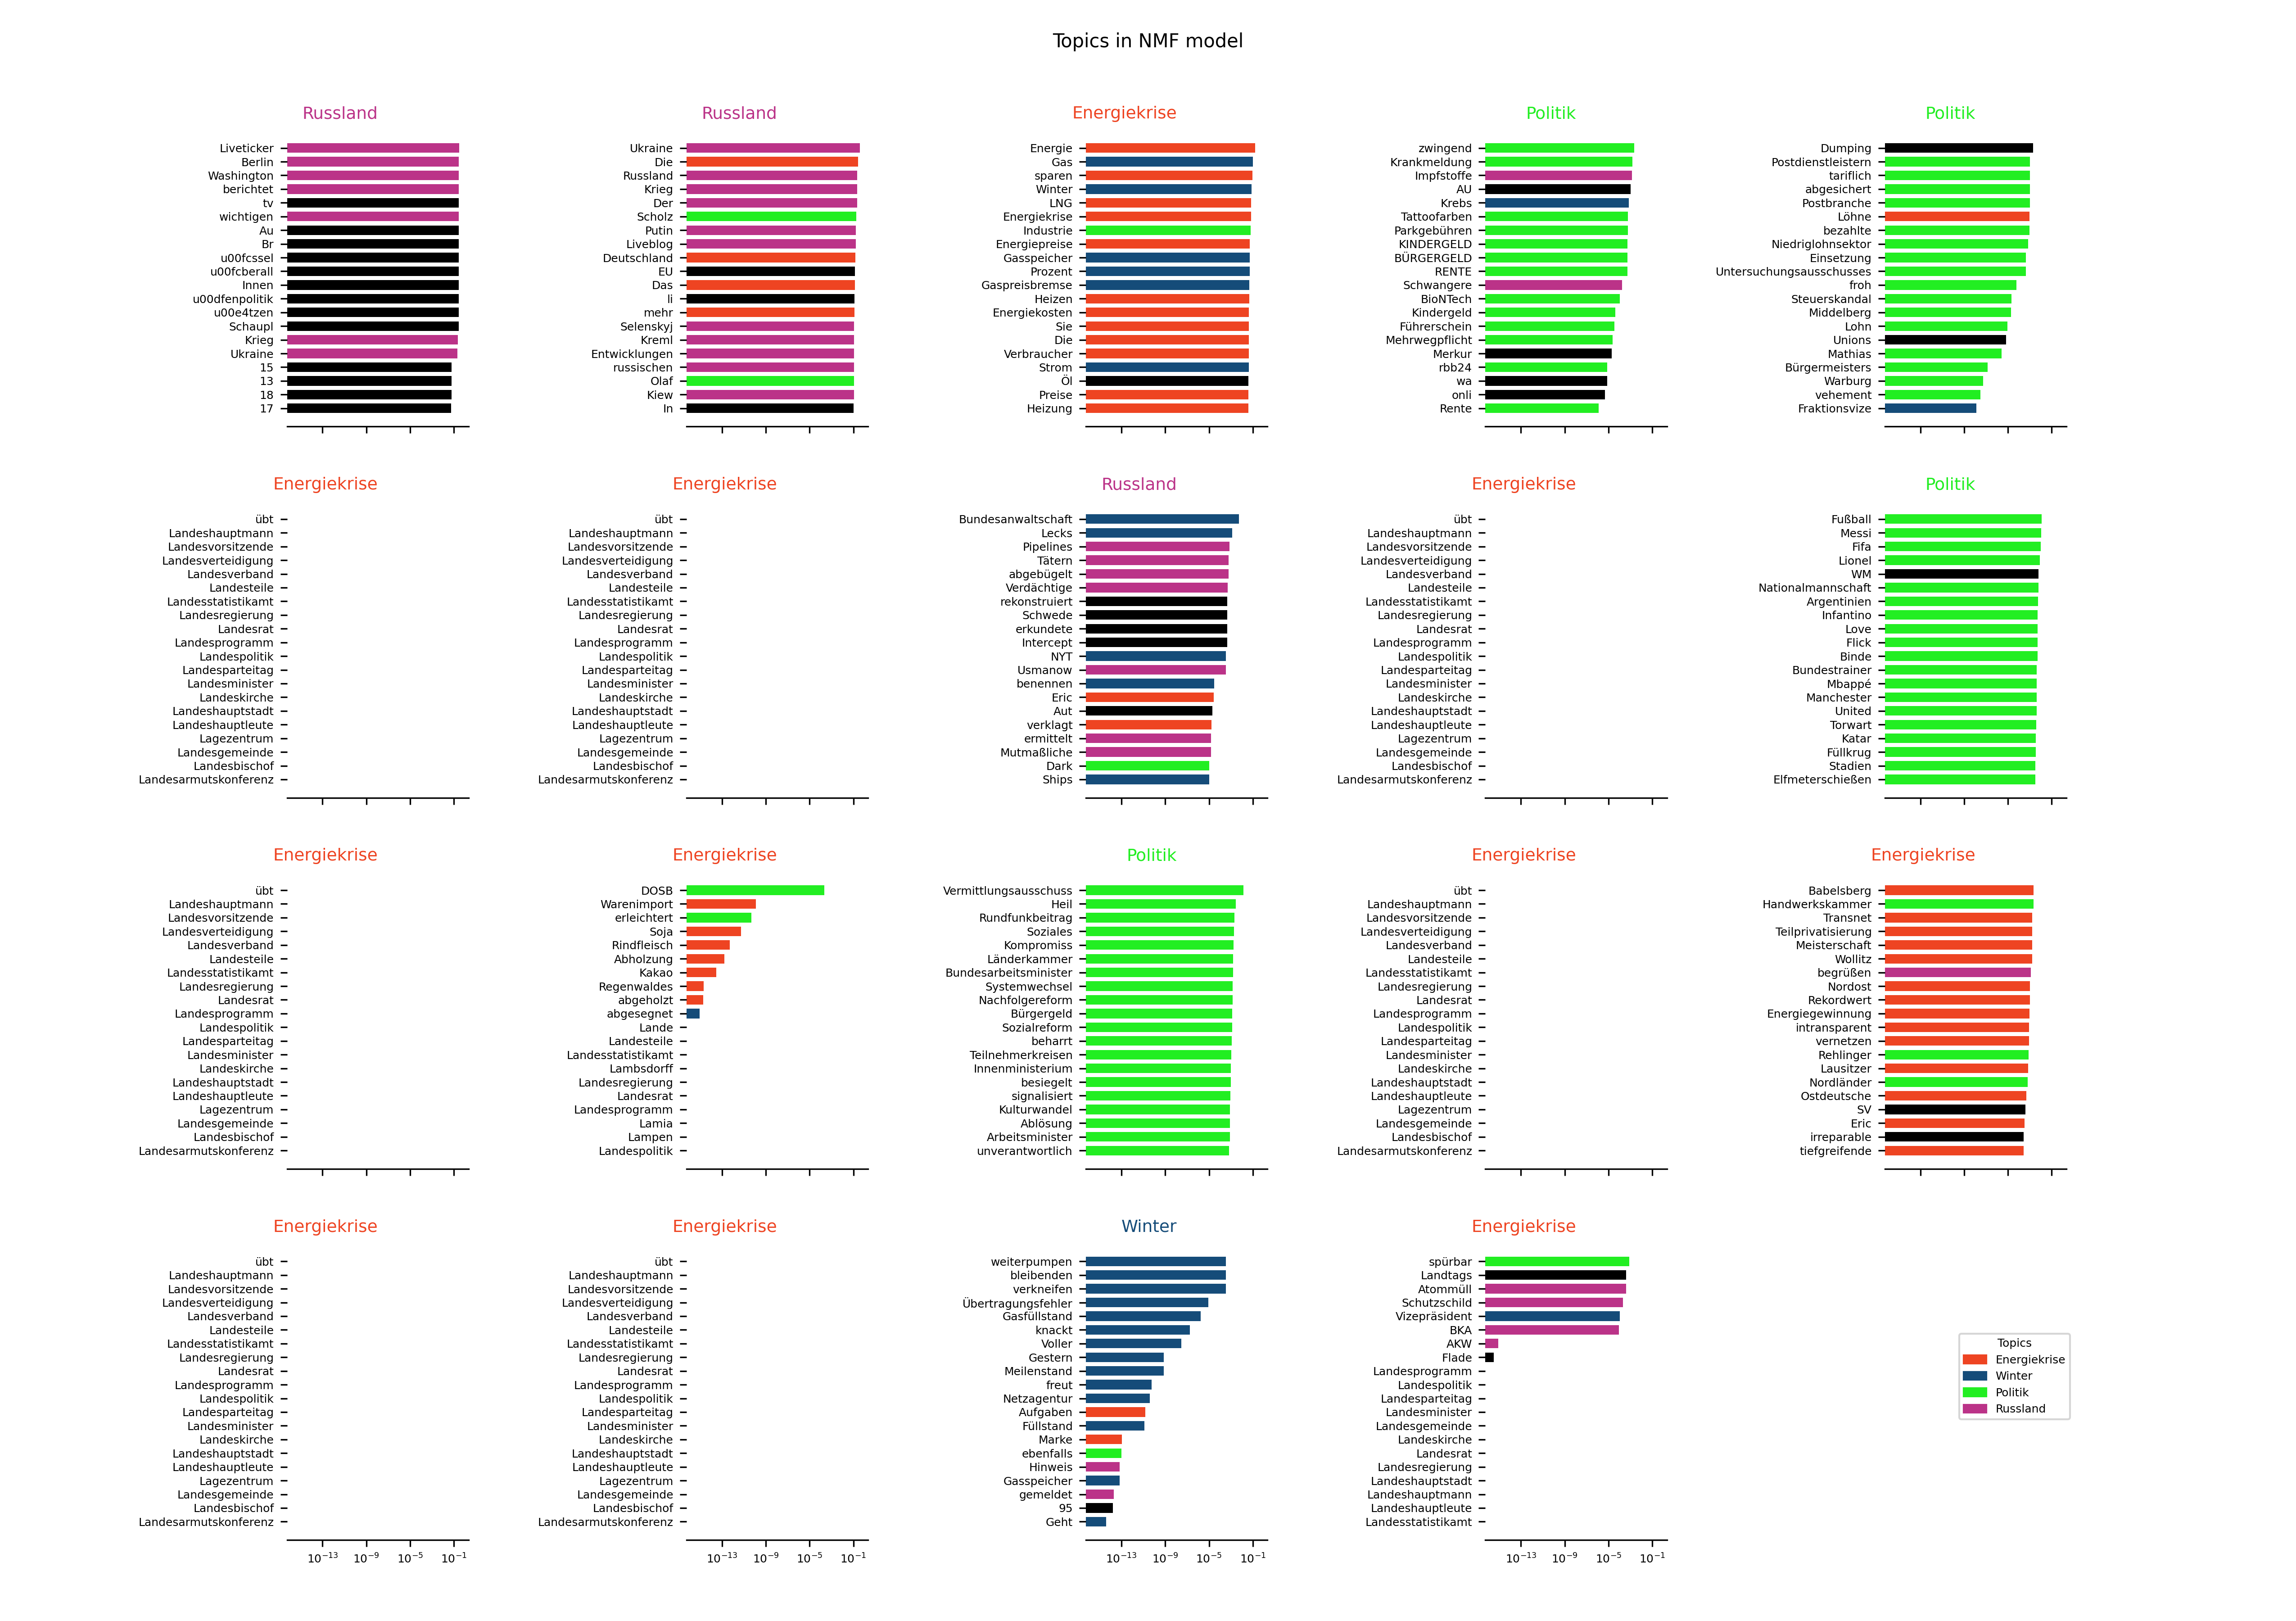 Topics in NMF model
Russland
Liveticker
Berlin
Washington
berichtet
tv
wichtigen
Au
Br
u00fcssel
u00fcberall
Innen
u00dfenpolitik
u00e4tzen
Schaupl
Krieg
Ukraine
15
13
18
17
Russland
Ukraine
Die
Russland
Krieg
Der
Scholz
Putin
Liveblog
Deutschland
EU
Das
li
mehr
Selenskyj
Kreml
Entwicklungen
russischen
Olaf
Kiew
In
Energiekrise
Energie
Gas
sparen
Winter
LNG
Energiekrise
Industrie
Energiepreise
Gasspeicher
Prozent
Gaspreisbremse
Heizen
Energiekosten
Sie
Die
Verbraucher
Strom
Öl
Preise
Heizung
Politik
zwingend
Krankmeldung
Impfstoffe
AU
Krebs
Tattoofarben
Parkgebühren
KINDERGELD
BÜRGERGELD
RENTE
Schwangere
BioNTech
Kindergeld
Führerschein
Mehrwegpflicht
Merkur
rbb24
wa
onli
Rente
Politik
Dumping
Postdienstleistern
tariflich
abgesichert
Postbranche
Löhne
bezahlte
Niedriglohnsektor
Einsetzung
Untersuchungsausschusses
froh
Steuerskandal
Middelberg
Lohn
Unions
Mathias
Bürgermeisters
Warburg
vehement
Fraktionsvize
Energiekrise
übt
Landeshauptmann
Landesvorsitzende
Landesverteidigung
Landesverband
Landesteile
Landesstatistikamt
Landesregierung
Landesrat
Landesprogramm
Landespolitik
Landesparteitag
Landesminister
Landeskirche
Landeshauptstadt
Landeshauptleute
Lagezentrum
Landesgemeinde
Landesbischof
Landesarmutskonferenz
Energiekrise
übt
Landeshauptmann
Landesvorsitzende
Landesverteidigung
Landesverband
Landesteile
Landesstatistikamt
Landesregierung
Landesrat
Landesprogramm
Landespolitik
Landesparteitag
Landesminister
Landeskirche
Landeshauptstadt
Landeshauptleute
Lagezentrum
Landesgemeinde
Landesbischof
Landesarmutskonferenz
Russland
Bundesanwaltschaft
Lecks
Pipelines
Tätern
abgebügelt
Verdächtige
rekonstruiert
Schwede
erkundete
Intercept
NYT
Usmanow
benennen
Eric
Aut
verklagt
ermittelt
Mutmaßliche
Dark
Ships
Energiekrise
übt
Landeshauptmann
Landesvorsitzende
Landesverteidigung
Landesverband
Landesteile
Landesstatistikamt
Landesregierung
Landesrat
Landesprogramm
Landespolitik
Landesparteitag
Landesminister
Landeskirche
Landeshauptstadt
Landeshauptleute
Lagezentrum
Landesgemeinde
Landesbischof
Landesarmutskonferenz
Politik
Fußball
Messi
Fifa
Lionel
WM
Nationalmannschaft
Argentinien
Infantino
Love
Flick
Binde
Bundestrainer
Mbappé
Manchester
United
Torwart
Katar
Füllkrug
Stadien
Elfmeterschießen
Energiekrise
übt
Landeshauptmann
Landesvorsitzende
Landesverteidigung
Landesverband
Landesteile
Landesstatistikamt
Landesregierung
Landesrat
Landesprogramm
Landespolitik
Landesparteitag
Landesminister
Landeskirche
Landeshauptstadt
Landeshauptleute
Lagezentrum
Landesgemeinde
Landesbischof
Landesarmutskonferenz
Energiekrise
DOSB
Warenimport
erleichtert
Soja
Rindfleisch
Abholzung
Kakao
Regenwaldes
abgeholzt
abgesegnet
Lande
Landesteile
Landesstatistikamt
Lambsdorff
Landesregierung
Landesrat
Landesprogramm
Lamia
Lampen
Landespolitik
Politik
Vermittlungsausschuss
Heil
Rundfunkbeitrag
Soziales
Kompromiss
Länderkammer
Bundesarbeitsminister
Systemwechsel
Nachfolgereform
Bürgergeld
Sozialreform
beharrt
Teilnehmerkreisen
Innenministerium
besiegelt
signalisiert
Kulturwandel
Ablösung
Arbeitsminister
unverantwortlich
Energiekrise
übt
Landeshauptmann
Landesvorsitzende
Landesverteidigung
Landesverband
Landesteile
Landesstatistikamt
Landesregierung
Landesrat
Landesprogramm
Landespolitik
Landesparteitag
Landesminister
Landeskirche
Landeshauptstadt
Landeshauptleute
Lagezentrum
Landesgemeinde
Landesbischof
Landesarmutskonferenz
Energiekrise
Babelsberg
Handwerkskammer
Transnet
Teilprivatisierung
Meisterschaft
Wollitz
begrüßen
Nordost
Rekordwert
Energiegewinnung
intransparent
vernetzen
Rehlinger
Lausitzer
Nordländer
Ostdeutsche
SV
Eric
irreparable
tiefgreifende
Energiekrise
übt
Landeshauptmann
Landesvorsitzende
Landesverteidigung
Landesverband
Landesteile
Landesstatistikamt
Landesregierung
Landesrat
Landesprogramm
Landespolitik
Landesparteitag
Landesminister
Landeskirche
Landeshauptstadt
Landeshauptleute
Lagezentrum
Landesgemeinde
Landesbischof
Landesarmutskonferenz
10⁻¹³ 10⁻⁹ 10⁻⁵ 10⁻¹
Energiekrise
übt
Landeshauptmann
Landesvorsitzende
Landesverteidigung
Landesverband
Landesteile
Landesstatistikamt
Landesregierung
Landesrat
Landesprogramm
Landespolitik
Landesparteitag
Landesminister
Landeskirche
Landeshauptstadt
Landeshauptleute
Lagezentrum
Landesgemeinde
Landesbischof
Landesarmutskonferenz
10⁻¹³ 10⁻⁹ 10⁻⁵ 10⁻¹
Winter
weiterpumpen
bleibenden
verkneifen
Übertragungsfehler
Gasfüllstand
knackt
Voller
Gestern
Meilenstand
freut
Netzagentur
Aufgaben
Füllstand
Marke
ebenfalls
Hinweis
Gasspeicher
gemeldet
95
Geht
10⁻¹³ 10⁻⁹ 10⁻⁵ 10⁻¹
Energiekrise
spürbar
Landtags
Atommüll
Schutzschild
Vizepräsident
BKA
AKW
Flade
Landesprogramm
Landespolitik
Landesparteitag
Landesminister
Landesgemeinde
Landeskirche
Landesrat
Landesregierung
Landeshauptstadt
Landeshauptmann
Landeshauptleute
Landesstatistikamt
10⁻¹³ 10⁻⁹ 10⁻⁵ 10⁻¹
Topics
Energiekrise
Winter
Politik
Russland